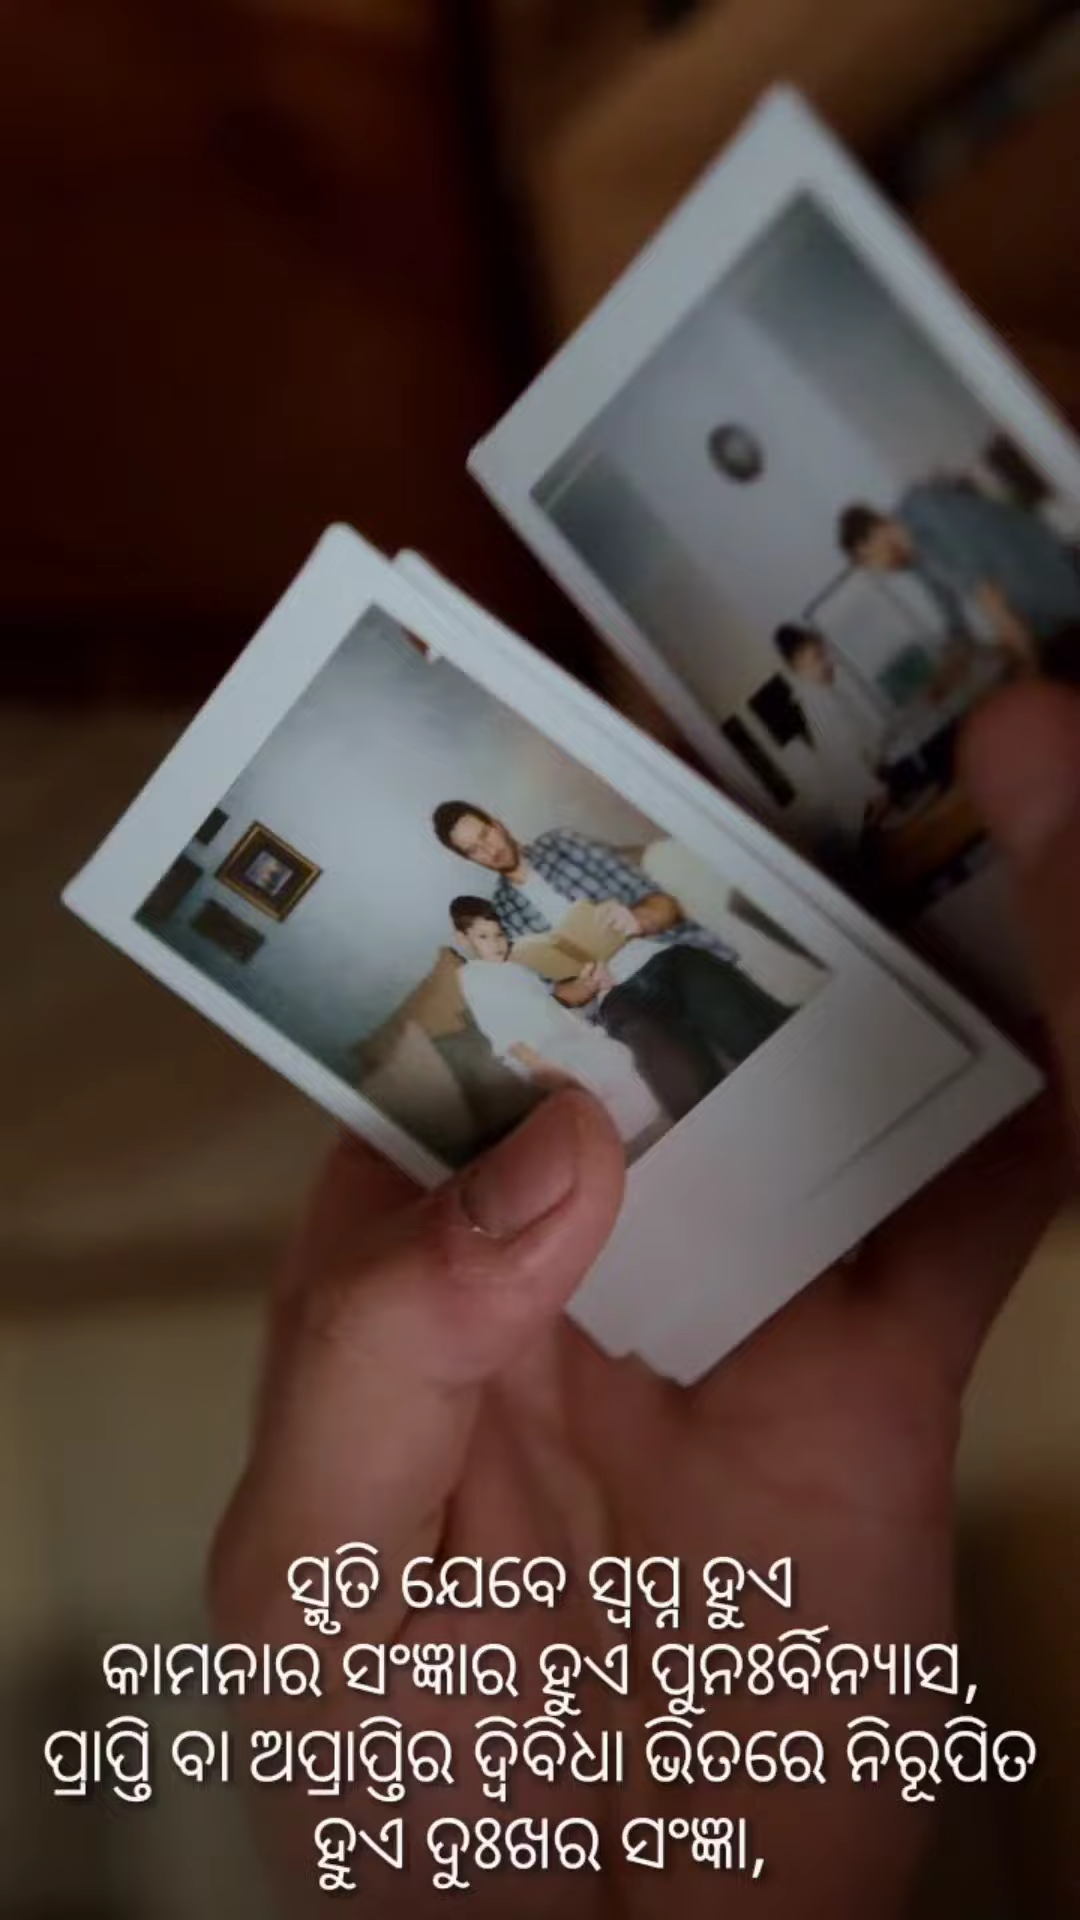 ସ୍ମୃତି ଯେବେ ସ୍ୱପ୍ନ ହୁଏ
କାମନାର ସଂଜ୍ଞାର ହୁଏ ପୁନଃର୍ବିନ୍ୟାସ,
ପ୍ରାପ୍ତି ବା ଅପ୍ରାପ୍ତିର ଦ୍ୱିବିଧା ଭିତରେ ନିରୂପିତ
ହୁଏ ଦୁଃଖର ସଂଜ୍ଞା,